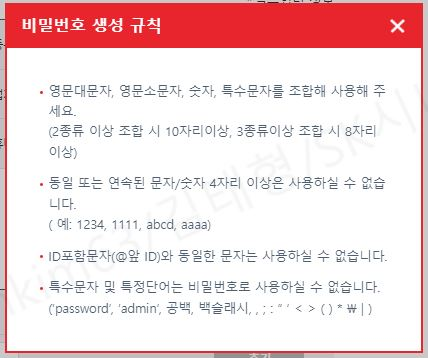 비밀번호 생성 규칙
• 영문대문자, 영문소문자, 숫자, 특수문자를 조합해 사용해 주
세요.
(2종류 이상 조합 시 10자리이상, 3종류이상 조합 시 8자리
이상)
• 동일 또는 연속된 문자/숫자 4자리 이상은 사용하실 수 없습
니다.
( 예: 1234, 1111, abcd, aaaa)
• ID포함문자(@앞 ID)와 동일한 문자는 사용하실 수 없습니다.
• 특수문자 및 특정단어는 비밀번호로 사용하실 수 없습니다.
('password', 'admin', 공백, 백슬래시, , ; : “ ‘ < > ( ) * ₩ | )